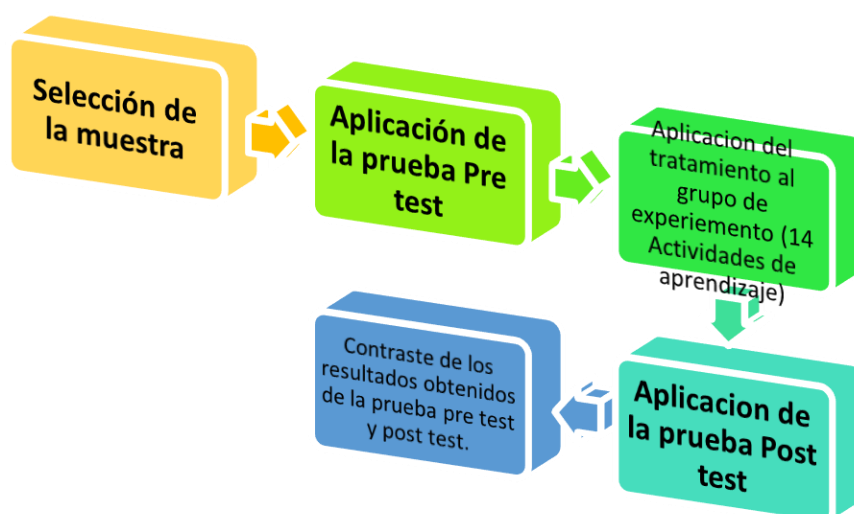 Selección de
la muestra
Aplicación de
la prueba Pre
test
Aplicacion del
tratamiento al
grupo de
experiemento (14
Actividades de
aprendizaje)
Aplicacion de
la prueba Post
test
Contraste de los
resultados obtenidos
de la prueba pre test
y post test.